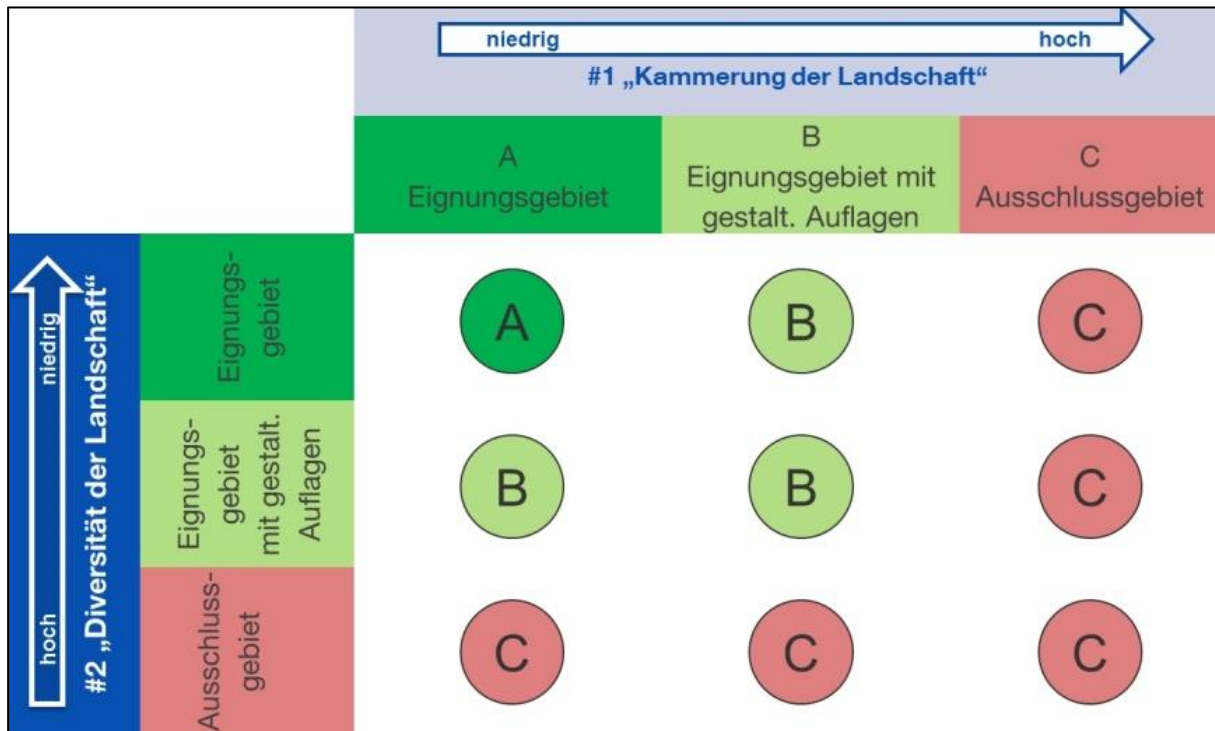 niedrig hoch
#1 „Kammerung der Landschaft“
A
Eignungsgebiet
B
Eignungsgebiet mit
gestalt. Auflagen
C
Ausschlussgebiet
#2 „Diversität der Landschaft“
niedrig
hoch
Eignungs-
gebiet
A B C
Eignungs-
gebiet
mit gestalt.
Auflagen
B B C
Ausschluss-
gebiet
C C C